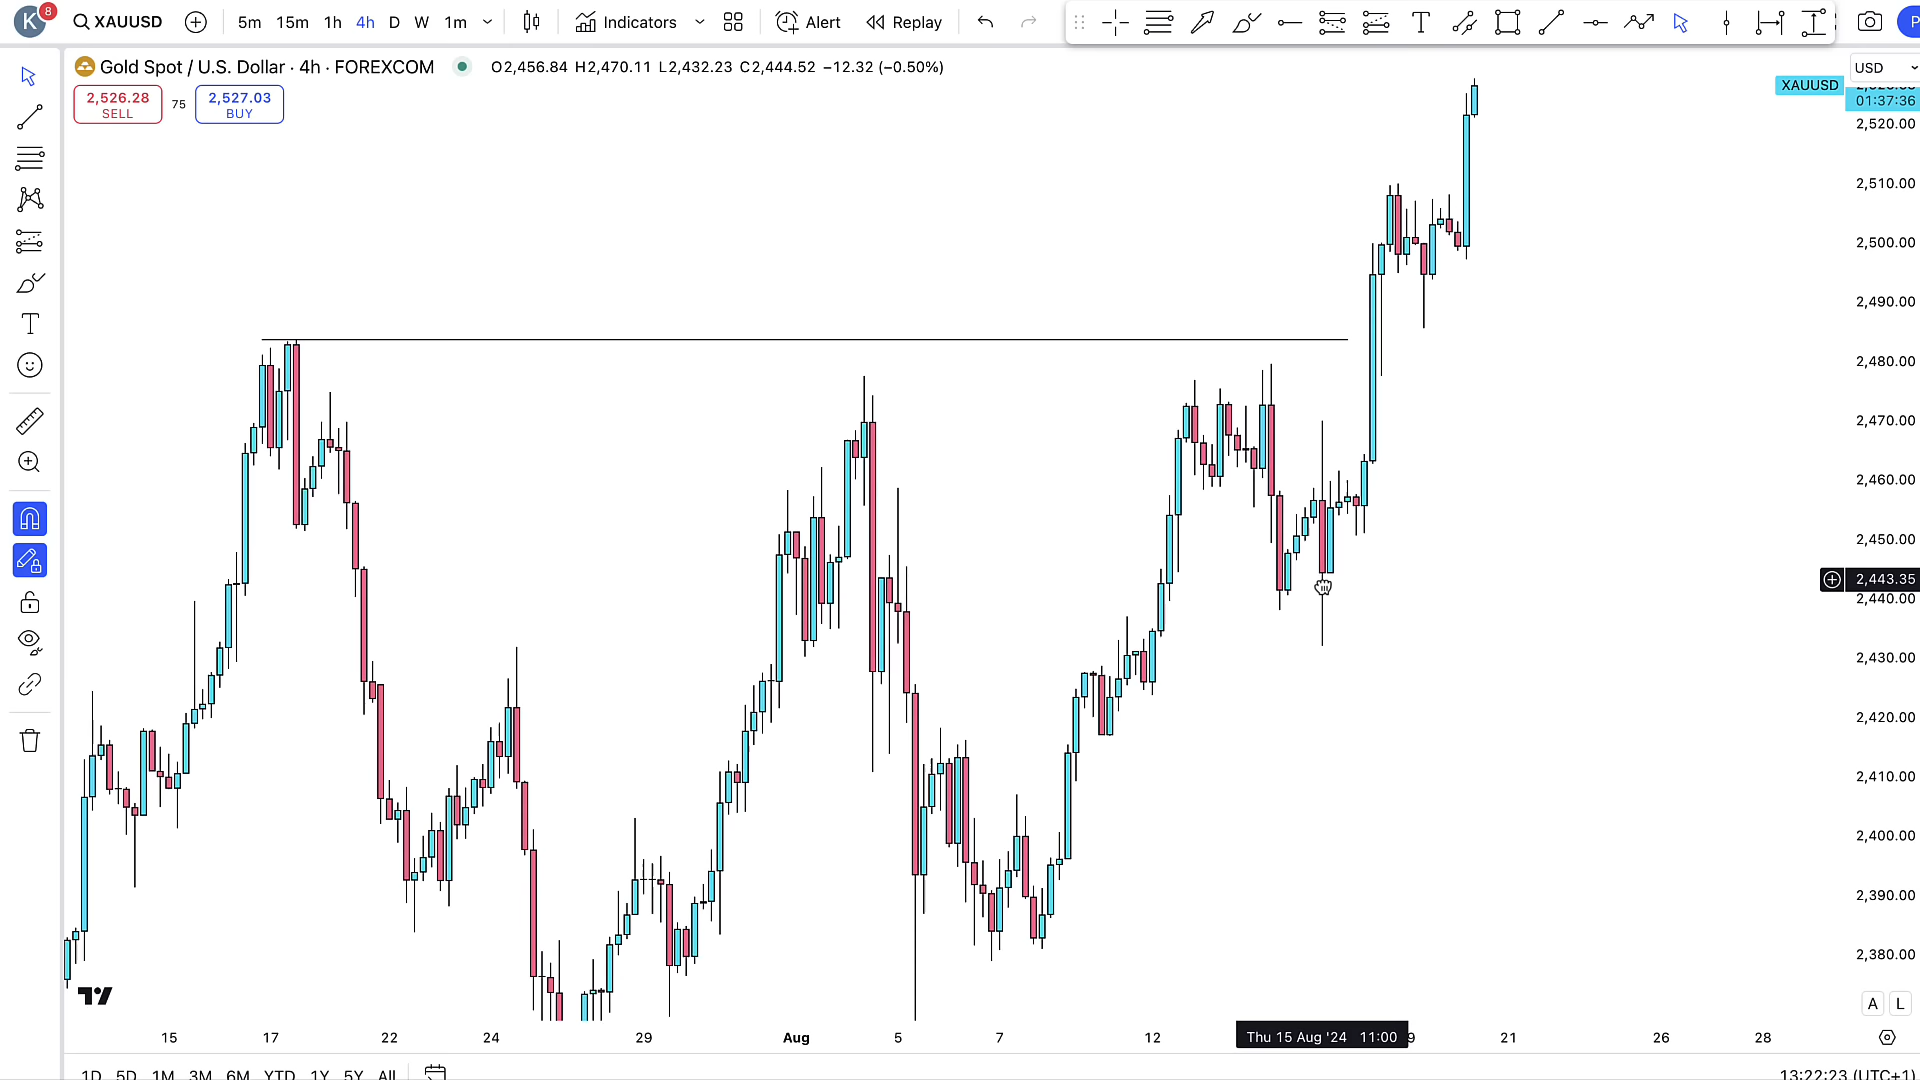 K 8 XAUUSD 5m 15m 1h 4h D W 1m Indicators Alert Replay T P
Gold Spot / U.S. Dollar · 4h · FOREXCOM O2,456.84 H2,470.11 L2,432.23 C2,444.52 −12.32 (−0.50%)
USD
2,526.28 SELL 75 2,527.03 BUY
XAUUSD
01:37:36
2,520.00
2,510.00
2,500.00
2,490.00
2,480.00
2,470.00
2,460.00
2,450.00
2,443.35
2,440.00
2,430.00
2,420.00
2,410.00
2,400.00
2,390.00
2,380.00
A L
15 17 22 24 29 Aug 5 7 12 Thu 15 Aug '24 11:00 9 21 26 28
1D 5D 1M 3M 6M YTD 1Y 5Y All 13:22:23 (UTC+1)